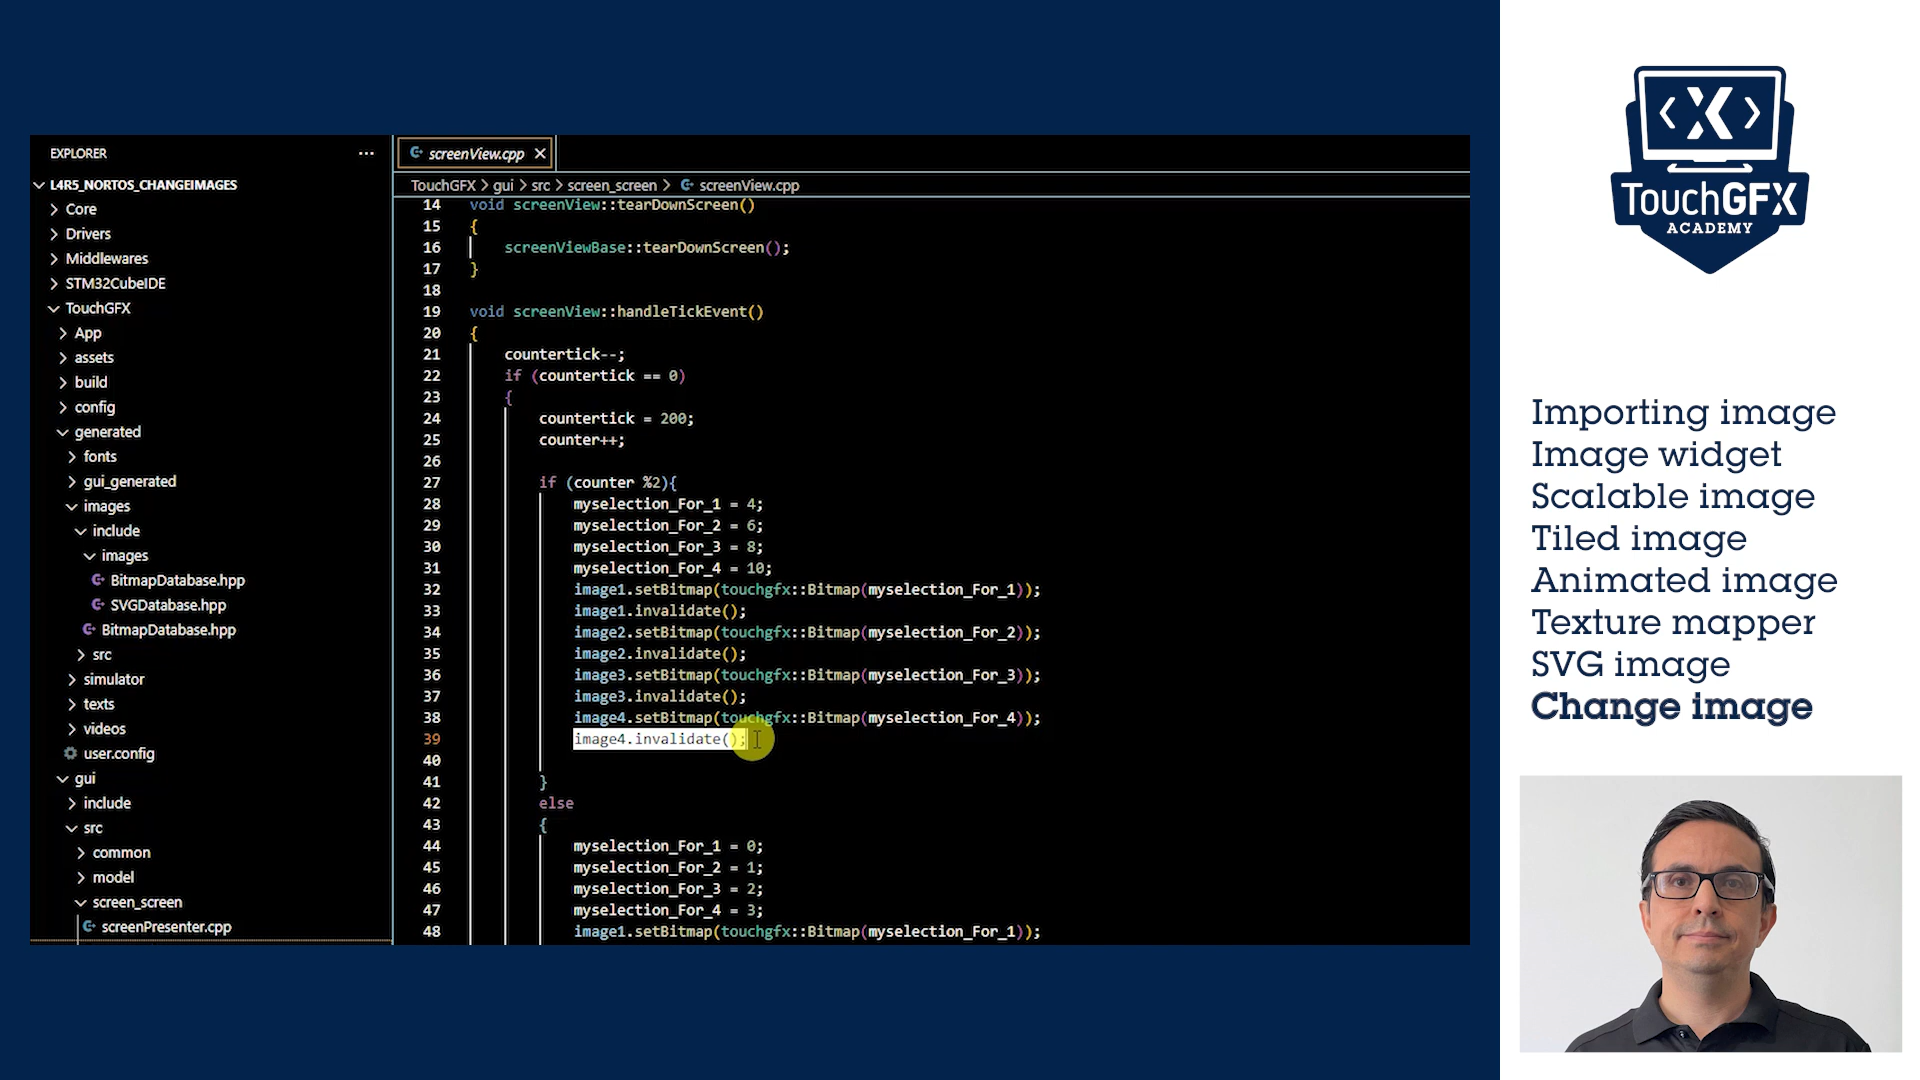 EXPLORER
L4R5_NORTOS_CHANGEIMAGES
Core
Drivers
Middlewares
STM32CubeIDE
TouchGFX
App
assets
build
config
generated
fonts
gui_generated
images
include
images
BitmapDatabase.hpp
SVGDatabase.hpp
BitmapDatabase.hpp
src
simulator
texts
videos
user.config
gui
include
src
common
model
screen_screen
screenPresenter.cpp
screenView.cpp
TouchGFX > gui > src > screen_screen > screenView.cpp
14 void screenView::tearDownScreen()
15 {
16 screenViewBase::tearDownScreen();
17 }
18
19 void screenView::handleTickEvent()
20 {
21 countertick--;
22 if (countertick == 0)
23 {
24 countertick = 200;
25 counter++;
26
27 if (counter %2){
28 myselection_For_1 = 4;
29 myselection_For_2 = 6;
30 myselection_For_3 = 8;
31 myselection_For_4 = 10;
32 image1.setBitmap(touchgfx::Bitmap(myselection_For_1));
33 image1.invalidate();
34 image2.setBitmap(touchgfx::Bitmap(myselection_For_2));
35 image2.invalidate();
36 image3.setBitmap(touchgfx::Bitmap(myselection_For_3));
37 image3.invalidate();
38 image4.setBitmap(touchgfx::Bitmap(myselection_For_4));
39 image4.invalidate();
40
41 }
42 else
43 {
44 myselection_For_1 = 0;
45 myselection_For_2 = 1;
46 myselection_For_3 = 2;
47 myselection_For_4 = 3;
48 image1.setBitmap(touchgfx::Bitmap(myselection_For_1));
<X>
TouchGFX
ACADEMY
Importing image
Image widget
Scalable image
Tiled image
Animated image
Texture mapper
SVG image
Change image